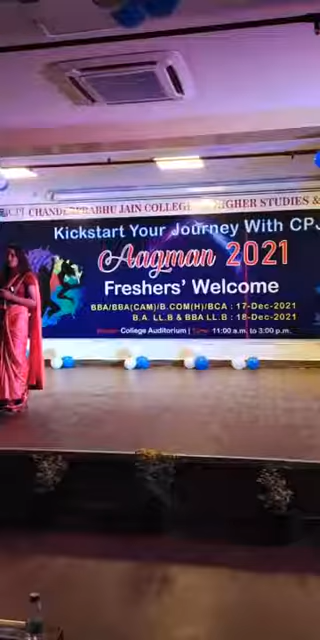 CHANDERPRABHU JAIN COLLEGE OF HIGHER STUDIES &
Kickstart Your Journey With CPJ
Aagman 2021
Freshers' Welcome
BBA/BBA(CAM)/B.COM(H)/BCA : 17-Dec-2021
B.A. LL.B & BBA LL.B : 18-Dec-2021
College Auditorium | Time: 11:00 a.m. to 3:00 p.m.